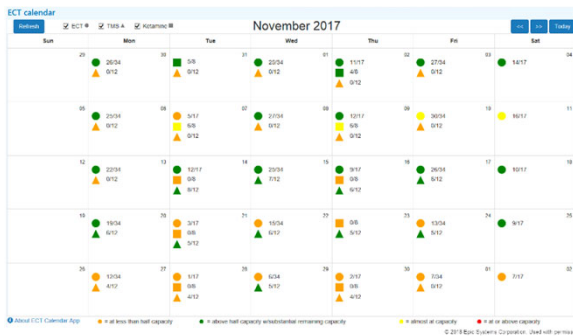 ECT calendar
Refresh ECT TMS Ketamine November 2017 << >> Today
Sun Mon Tue Wed Thu Fri Sat
29 30 31 01 02 03 04
26/34 5/8 23/34 11/17 27/34 14/17
0/12 0/12 0/12 4/8 0/12
0/12
05 06 07 08 09 10 11
25/34 5/17 27/34 12/17 30/34 16/17
0/12 6/8 0/12 6/8 0/12
0/12 0/12
12 13 14 15 16 17 18
22/34 12/17 25/34 9/17 26/34 10/17
0/12 0/8 7/12 0/8 5/12
8/12 6/12
19 20 21 22 23 24 25
19/34 3/17 15/34 0/8 13/34 9/17
6/12 0/8 6/12 5/12 5/12
5/12
26 27 28 29 30 01 02
12/34 1/17 6/34 2/17 7/34 7/17
4/12 0/8 5/12 0/8 0/12
4/12 4/12
About ECT Calendar App = at less than half capacity = above half capacity w/substantial remaining capacity = almost at capacity = at or above capacity
© 2019 Epic Systems Corporation. Used with permis